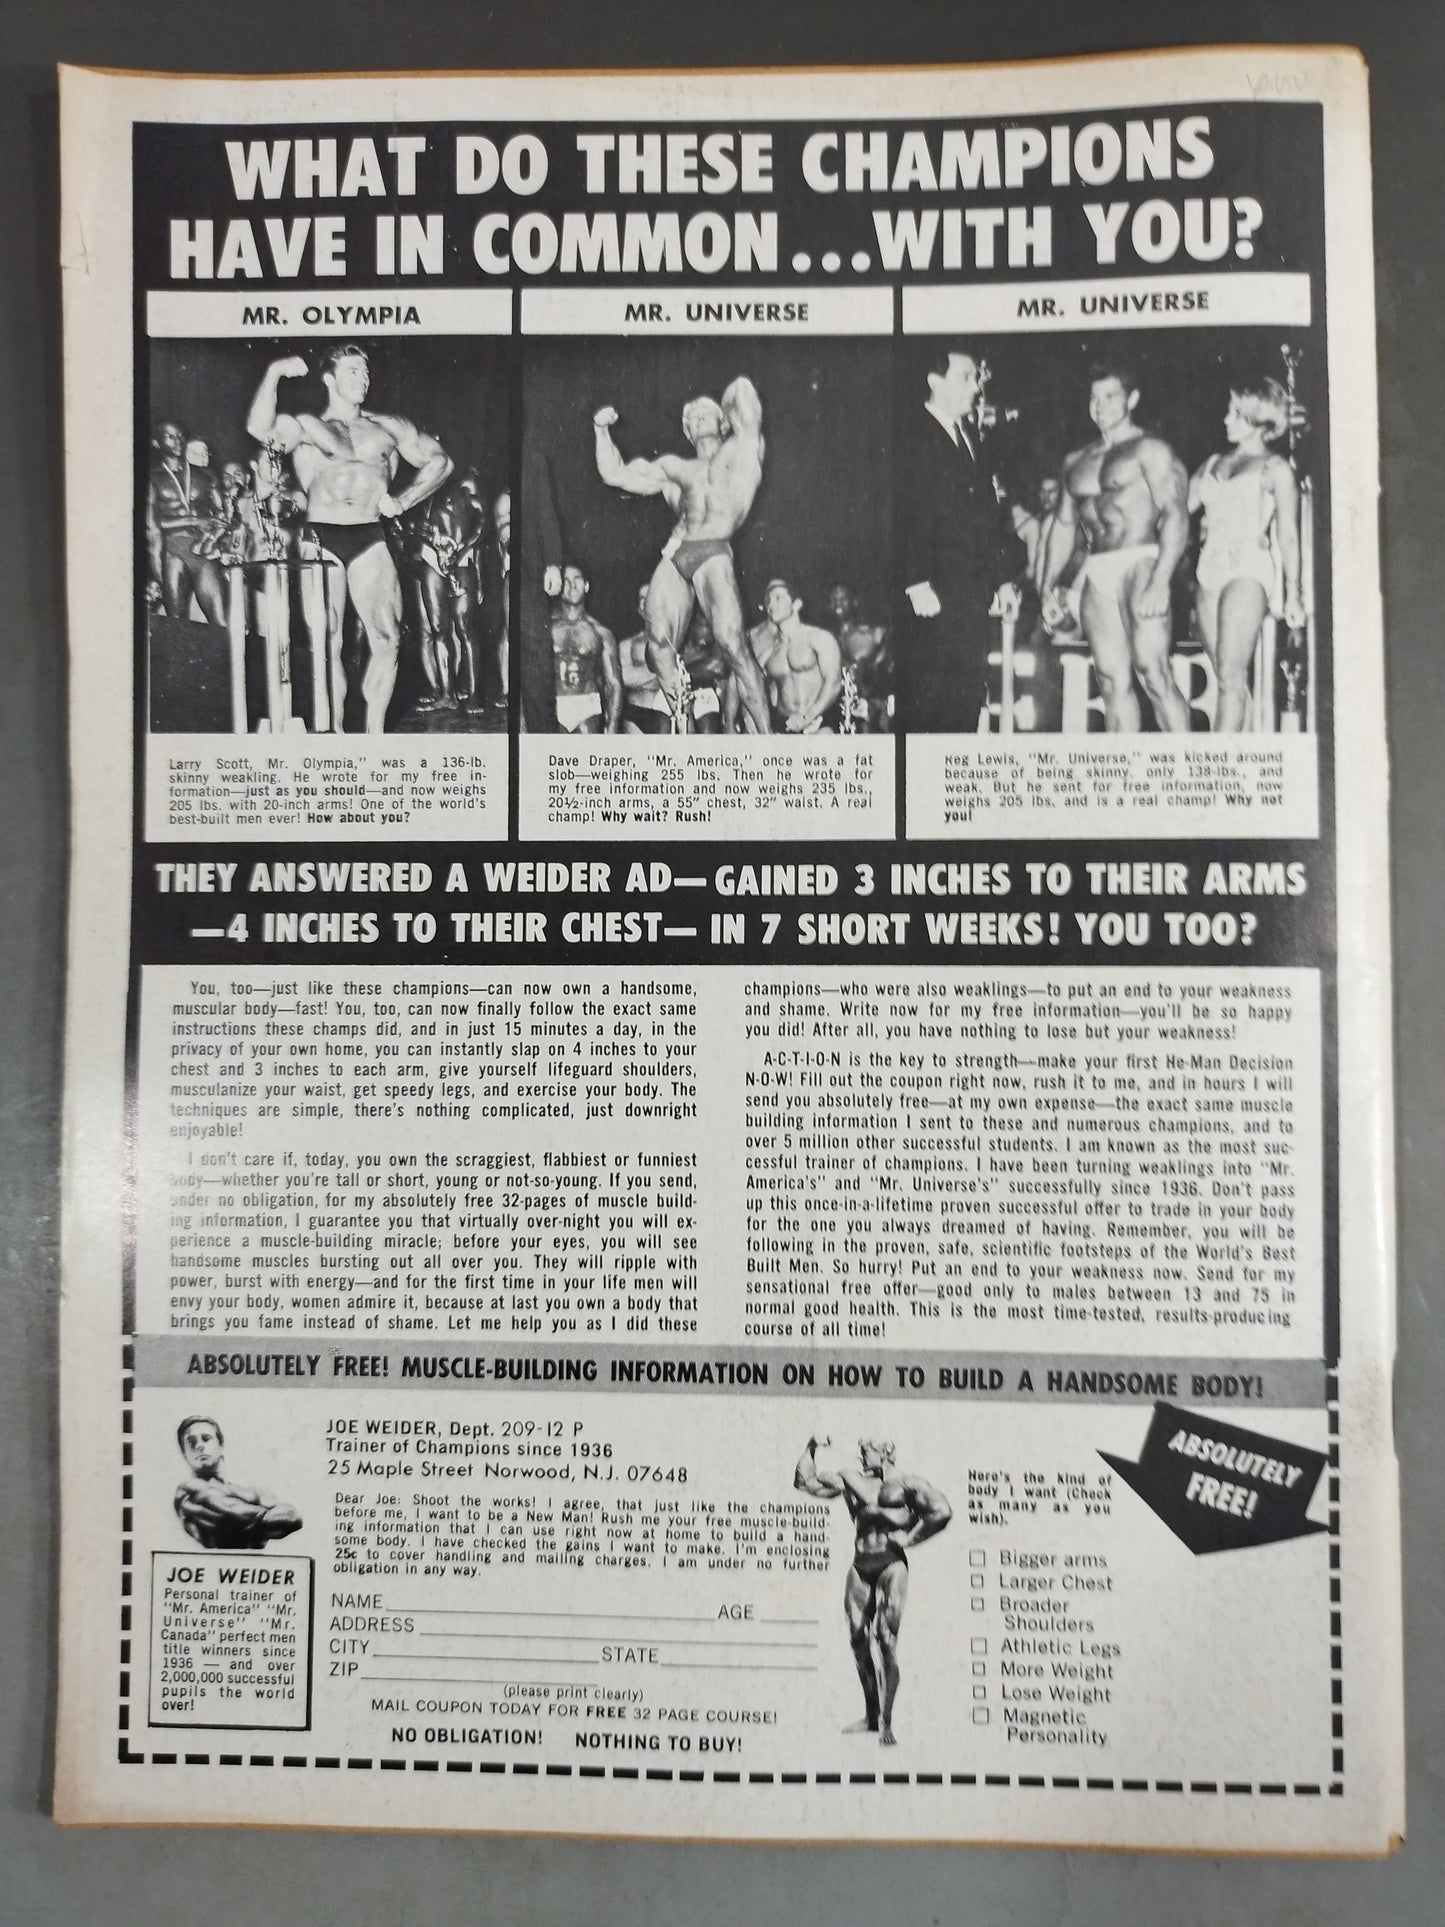 WHAT DO THESE CHAMPIONS
HAVE IN COMMON...WITH YOU?
MR. OLYMPIA
MR. UNIVERSE
MR. UNIVERSE
Larry Scott, Mr. Olympia," was a 136-lb.
skinny weakling. He wrote for my free in-
formation—just as you should—and now weighs
205 lbs. with 20-inch arms! One of the world's
best-built men ever! How about you?
Dave Draper, "Mr. America," once was a fat
slob—weighing 255 lbs. Then he wrote for
my free information and now weighs 235 lbs.,
20½-inch arms, a 55" chest, 32" waist. A real
champ! Why wait? Rush!
Reg Lewis, "Mr. Universe," was kicked around
because of being skinny, only 138-lbs., and
weak. But he sent for free information, now
weighs 205 lbs. and is a real champ! Why not
you!
THEY ANSWERED A WEIDER AD—GAINED 3 INCHES TO THEIR ARMS
—4 INCHES TO THEIR CHEST— IN 7 SHORT WEEKS! YOU TOO?
You, too—just like these champions—can now own a handsome,
muscular body—fast! You, too, can now finally follow the exact same
instructions these champs did, and in just 15 minutes a day, in the
privacy of your own home, you can instantly slap on 4 inches to your
chest and 3 inches to each arm, give yourself lifeguard shoulders,
musculanize your waist, get speedy legs, and exercise your body. The
techniques are simple, there's nothing complicated, just downright
enjoyable!
I don't care if, today, you own the scraggiest, flabbiest or funniest
body—whether you're tall or short, young or not-so-young. If you send,
under no obligation, for my absolutely free 32-pages of muscle build-
ing information, I guarantee you that virtually over-night you will ex-
perience a muscle-building miracle; before your eyes, you will see
handsome muscles bursting out all over you. They will ripple with
power, burst with energy—and for the first time in your life men will
envy your body, women admire it, because at last you own a body that
brings you fame instead of shame. Let me help you as I did these
champions—who were also weaklings—to put an end to your weakness
and shame. Write now for my free information—you'll be so happy
you did! After all, you have nothing to lose but your weakness!
A-C-T-I-O-N is the key to strength—make your first He-Man Decision
N-O-W! Fill out the coupon right now, rush it to me, and in hours I will
send you absolutely free—at my own expense—the exact same muscle
building information I sent to these and numerous champions, and to
over 5 million other successful students. I am known as the most suc-
cessful trainer of champions. I have been turning weaklings into "Mr.
America's" and "Mr. Universe's" successfully since 1936. Don't pass
up this once-in-a-lifetime proven successful offer to trade in your body
for the one you always dreamed of having. Remember, you will be
following in the proven, safe, scientific footsteps of the World's Best
Built Men. So hurry! Put an end to your weakness now. Send for my
sensational free offer—good only to males between 13 and 75 in
normal good health. This is the most time-tested, results-producing
course of all time!
ABSOLUTELY FREE! MUSCLE-BUILDING INFORMATION ON HOW TO BUILD A HANDSOME BODY!
JOE WEIDER
Personal trainer of
"Mr. America" "Mr.
Universe" "Mr.
Canada" perfect men
title winners since
1936 — and over
2,000,000 successful
pupils the world
over!
JOE WEIDER, Dept. 209-12 P
Trainer of Champions since 1936
25 Maple Street Norwood, N.J. 07648
Dear Joe: Shoot the works! I agree, that just like the champions
before me, I want to be a New Man! Rush me your free muscle-build-
ing information that I can use right now at home to build a hand-
some body. I have checked the gains I want to make. I'm enclosing
25c to cover handling and mailing charges. I am under no further
obligation in any way.
NAME AGE
ADDRESS
CITY STATE
ZIP
(please print clearly)
MAIL COUPON TODAY FOR FREE 32 PAGE COURSE!
NO OBLIGATION! NOTHING TO BUY!
Here's the kind of
body I want (Check
as many as you
wish).
Bigger arms
Larger Chest
Broader
Shoulders
Athletic Legs
More Weight
Lose Weight
Magnetic
Personality
ABSOLUTELY
FREE!